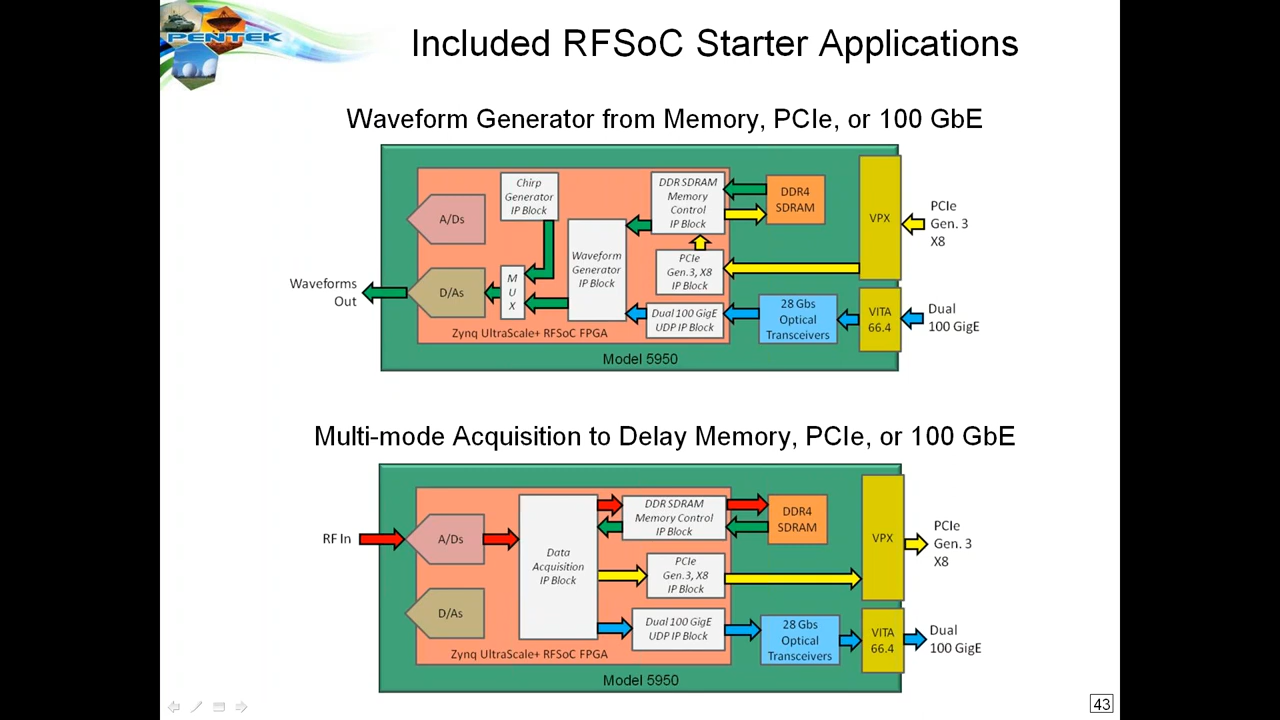 PENTEK
Included RFSoC Starter Applications
Waveform Generator from Memory, PCIe, or 100 GbE
Chirp
Generator
IP Block
DDR SDRAM
Memory
Control
IP Block
DDR4
SDRAM
A/Ds
VPX
PCIe
Gen. 3
X8
Waveform
Generator
IP Block
PCIe
Gen.3, X8
IP Block
Waveforms
Out
D/As
M
U
X
Dual 100 GigE
UDP IP Block
28 Gbs
Optical
Transceivers
VITA
66.4
Dual
100 GigE
Zynq UltraScale+ RFSoC FPGA
Model 5950
Multi-mode Acquisition to Delay Memory, PCIe, or 100 GbE
DDR SDRAM
Memory Control
IP Block
DDR4
SDRAM
RF In
A/Ds
Data
Acquisition
IP Block
VPX
PCIe
Gen. 3
X8
PCIe
Gen.3, X8
IP Block
D/As
Dual 100 GigE
UDP IP Block
28 Gbs
Optical
Transceivers
VITA
66.4
Dual
100 GigE
Zynq UltraScale+ RFSoC FPGA
Model 5950
43